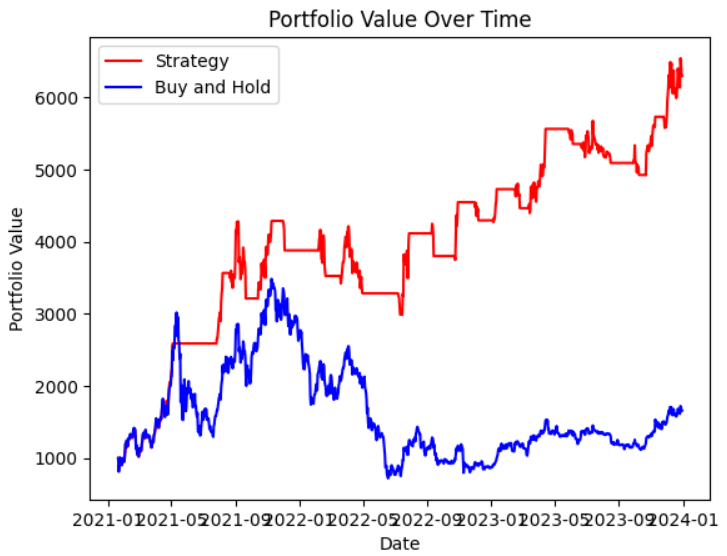 Portfolio Value Over Time
Strategy
Buy and Hold
Portfolio Value
6000
5000
4000
3000
2000
1000
2021-01 2021-05 2021-09 2022-01 2022-05 2022-09 2023-01 2023-05 2023-09 2024-01
Date